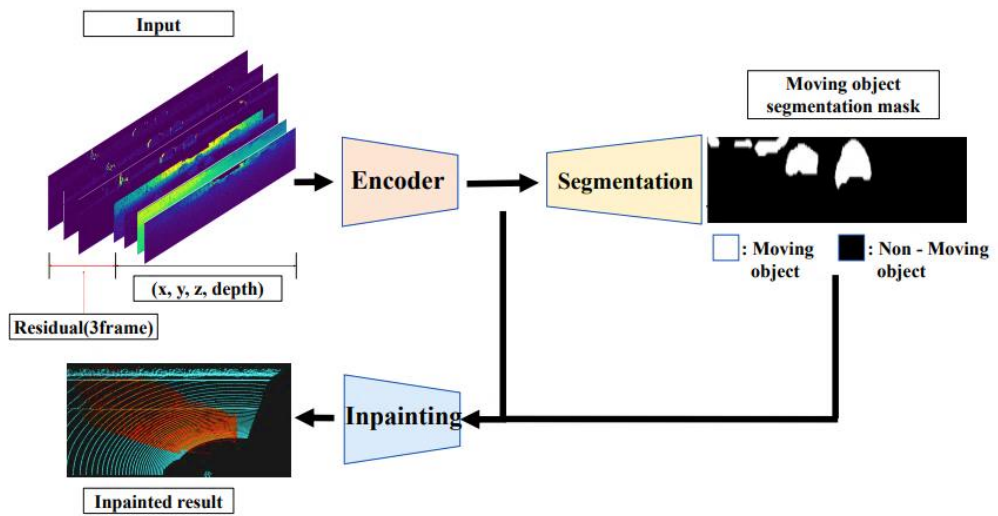 Input
Moving object
segmentation mask
Encoder
Segmentation
: Moving
object
: Non - Moving
object
(x, y, z, depth)
Residual(3frame)
Inpainting
Inpainted result